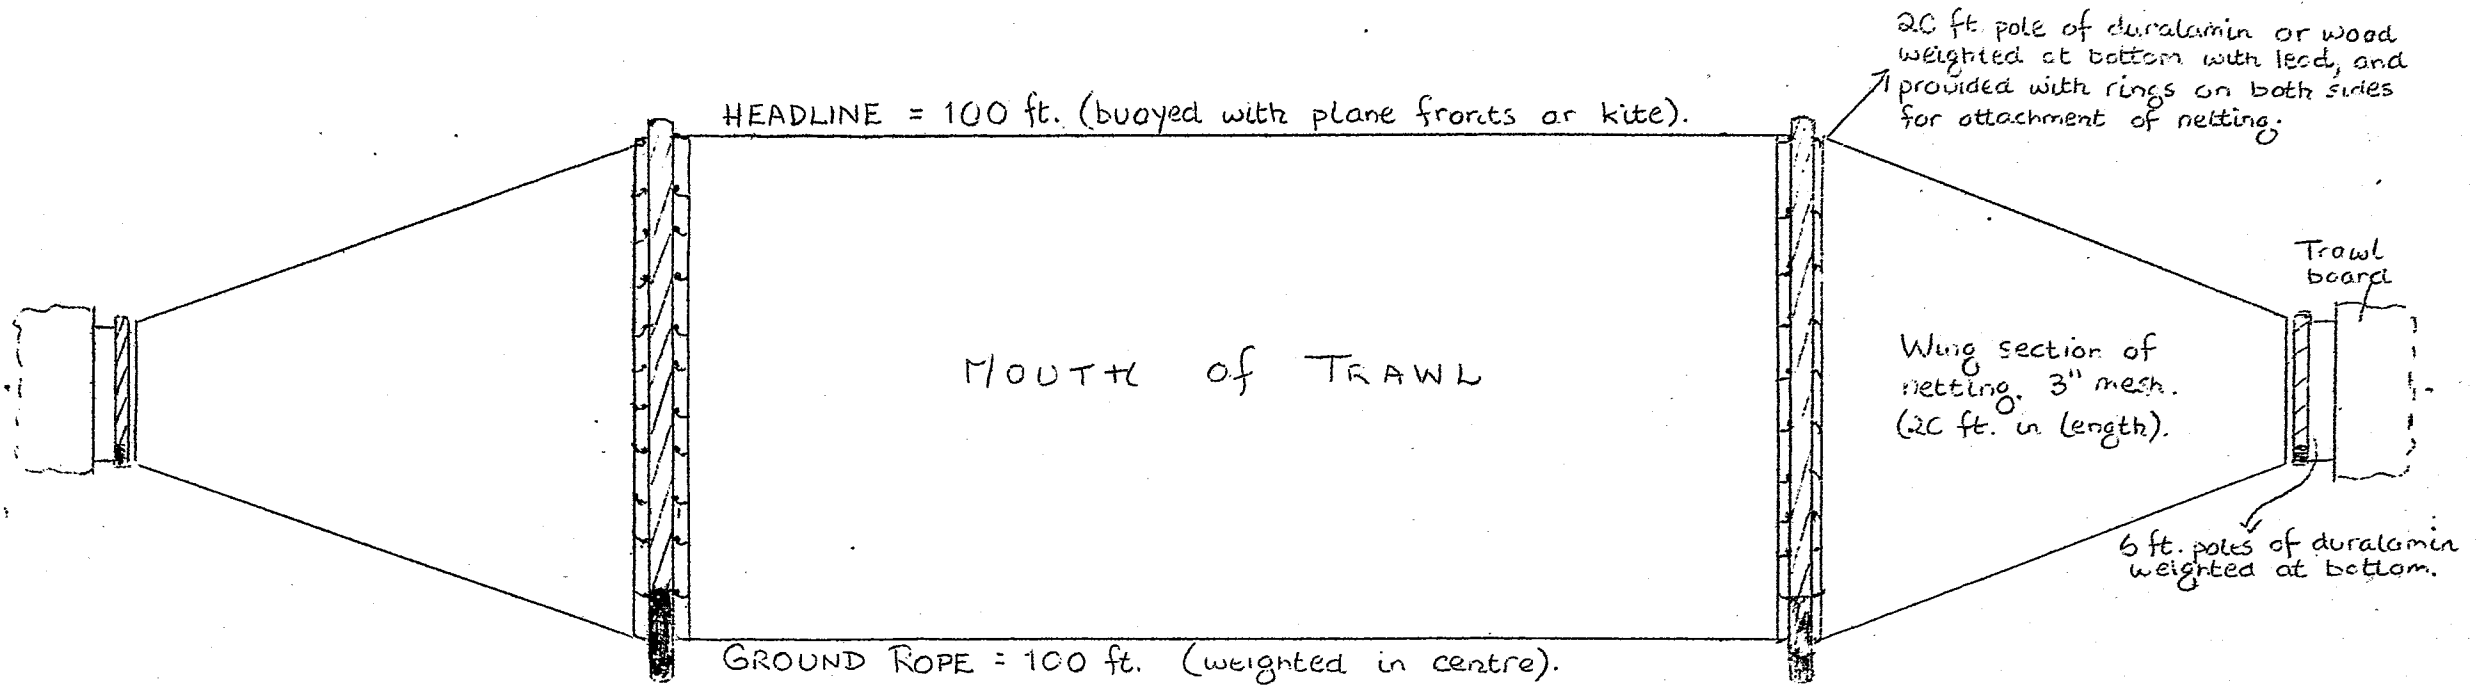 20 ft. pole of duralamin or wood
weighted at bottom with lead, and
provided with rings on both sides
for attachment of netting.
HEADLINE = 100 ft. (buoyed with plane fronts or kite).
Trawl
board
MOUTH of TRAWL
Wing section of
netting. 3" mesh.
(20 ft. in length).
6 ft. poles of duralamin
weighted at bottom.
GROUND ROPE = 100 ft. (weighted in centre).